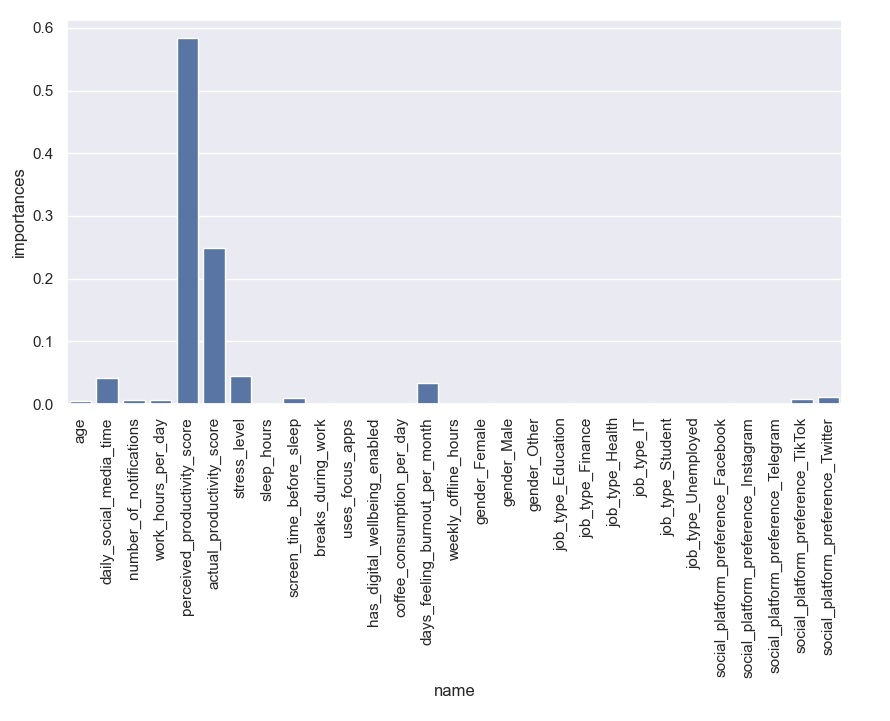 0.6
0.5
0.4
0.3
0.2
0.1
0.0
importances
age
daily_social_media_time
number_of_notifications
work_hours_per_day
perceived_productivity_score
actual_productivity_score
stress_level
sleep_hours
screen_time_before_sleep
breaks_during_work
uses_focus_apps
has_digital_wellbeing_enabled
coffee_consumption_per_day
days_feeling_burnout_per_month
weekly_offline_hours
gender_Female
gender_Male
gender_Other
job_type_Education
job_type_Finance
job_type_Health
job_type_IT
job_type_Student
job_type_Unemployed
social_platform_preference_Facebook
social_platform_preference_Instagram
social_platform_preference_Telegram
social_platform_preference_TikTok
social_platform_preference_Twitter
name